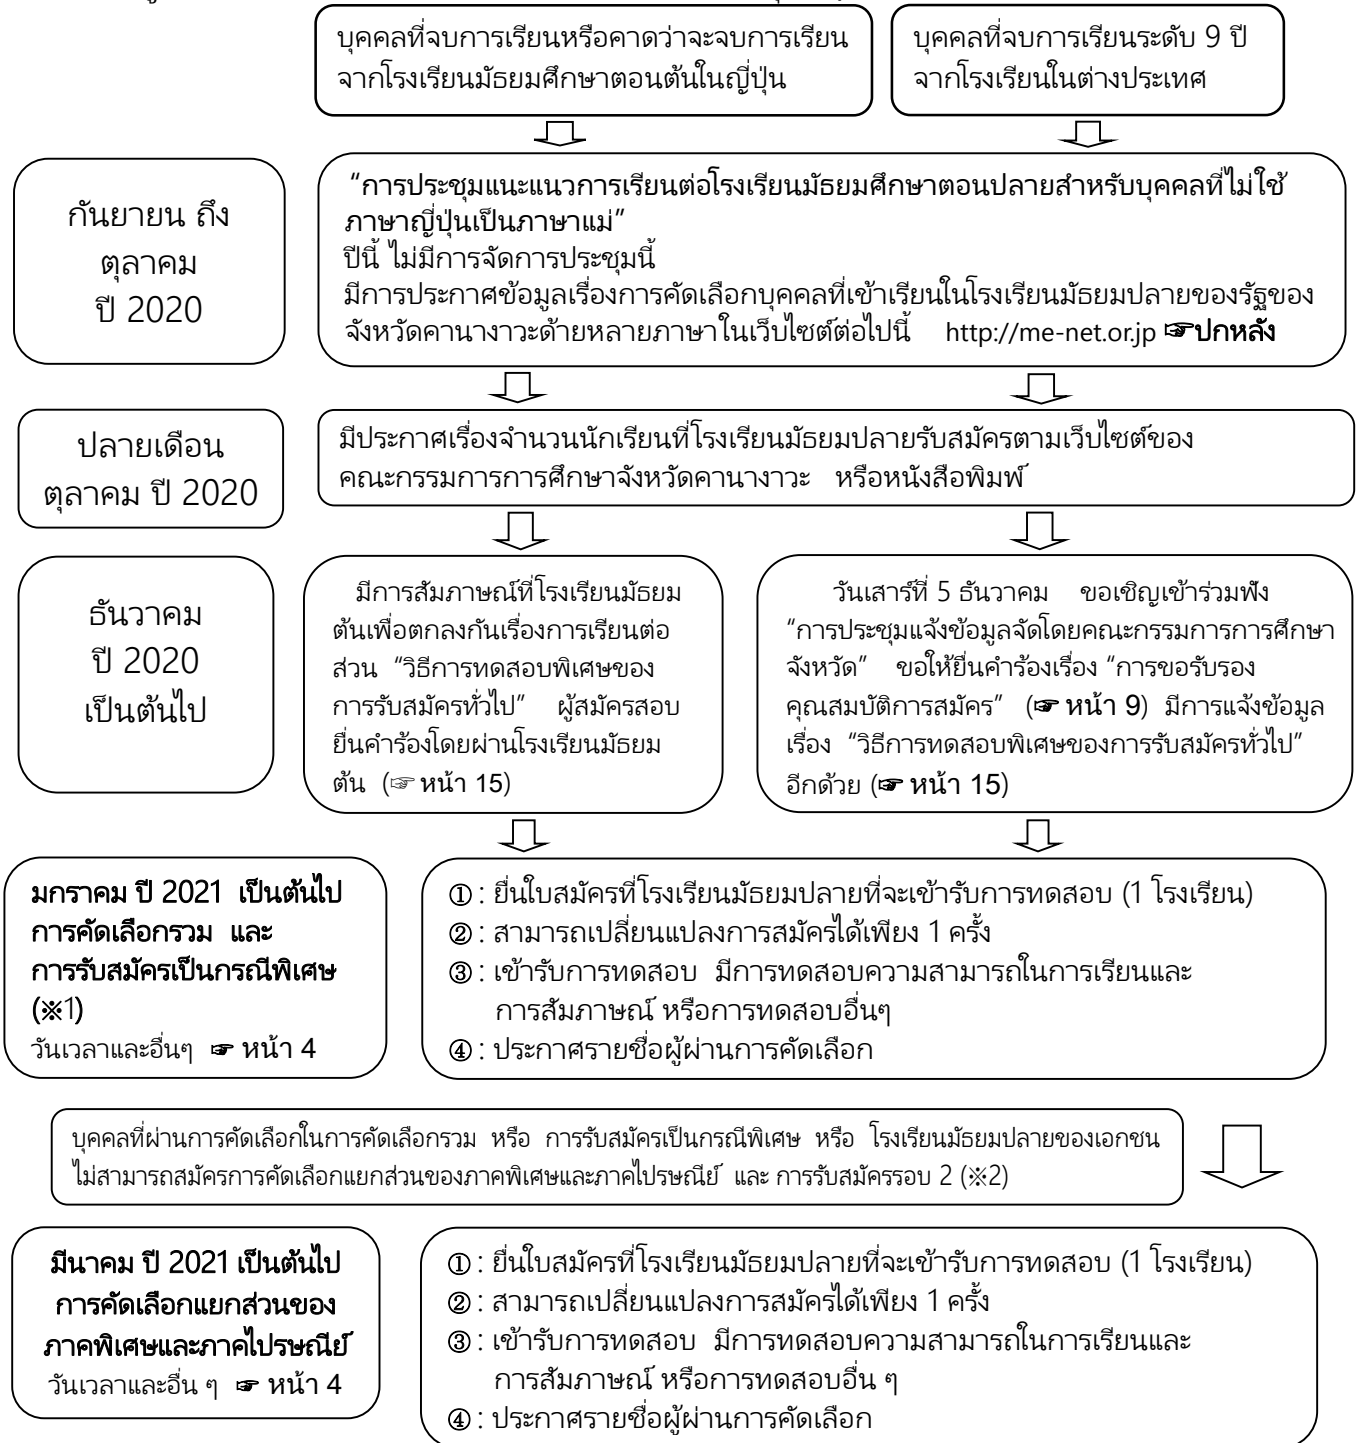 บุคคลที่จบการเรียนหรือคาดว่าจะจบการเรียน
จากโรงเรียนมัธยมศึกษาตอนต้นในญี่ปุ่น
บุคคลที่จบการเรียนระดับ 9 ปี
จากโรงเรียนในต่างประเทศ
กันยายน ถึง
ตุลาคม
ปี 2020
“การประชุมแนะแนวการเรียนต่อโรงเรียนมัธยมศึกษาตอนปลายสำหรับบุคคลที่ไม่ใช้
ภาษาญี่ปุ่นเป็นภาษาแม่”
ปีนี้ ไม่มีการจัดการประชุมนี้
มีการประกาศข้อมูลเรื่องการคัดเลือกบุคคลที่เข้าเรียนในโรงเรียนมัธยมปลายของรัฐของ
จังหวัดคานางาวะด้วยหลายภาษาในเว็บไซต์ต่อไปนี้ http://me-net.or.jp ☞ปกหลัง
ปลายเดือน
ตุลาคม ปี 2020
มีประกาศเรื่องจำนวนนักเรียนที่โรงเรียนมัธยมปลายรับสมัครตามเว็บไซต์ของ
คณะกรรมการการศึกษาจังหวัดคานางาวะ หรือหนังสือพิมพ์
ธันวาคม
ปี 2020
เป็นต้นไป
มีการสัมภาษณ์ที่โรงเรียนมัธยม
ต้นเพื่อตกลงกันเรื่องการเรียนต่อ
ส่วน “วิธีการทดสอบพิเศษของ
การรับสมัครทั่วไป” ผู้สมัครสอบ
ยื่นคำร้องโดยผ่านโรงเรียนมัธยม
ต้น (☞ หน้า 15)
วันเสาร์ที่ 5 ธันวาคม ขอเชิญเข้าร่วมฟัง
“การประชุมแจ้งข้อมูลจัดโดยคณะกรรมการการศึกษา
จังหวัด” ขอให้ยื่นคำร้องเรื่อง “การขอรับรอง
คุณสมบัติการสมัคร” (☞ หน้า 9) มีการแจ้งข้อมูล
เรื่อง “วิธีการทดสอบพิเศษของการรับสมัครทั่วไป”
อีกด้วย (☞ หน้า 15)
มกราคม ปี 2021 เป็นต้นไป
การคัดเลือกรวม และ
การรับสมัครเป็นกรณีพิเศษ
(※1)
วันเวลาและอื่นๆ ☞ หน้า 4
① : ยื่นใบสมัครที่โรงเรียนมัธยมปลายที่จะเข้ารับการทดสอบ (1 โรงเรียน)
② : สามารถเปลี่ยนแปลงการสมัครได้เพียง 1 ครั้ง
③ : เข้ารับการทดสอบ มีการทดสอบความสามารถในการเรียนและ
การสัมภาษณ์ หรือการทดสอบอื่นๆ
④ : ประกาศรายชื่อผู้ผ่านการคัดเลือก
บุคคลที่ผ่านการคัดเลือกในการคัดเลือกรวม หรือ การรับสมัครเป็นกรณีพิเศษ หรือ โรงเรียนมัธยมปลายของเอกชน
ไม่สามารถสมัครการคัดเลือกแยกส่วนของภาคพิเศษและภาคไปรษณีย์ และ การรับสมัครรอบ 2 (※2)
มีนาคม ปี 2021 เป็นต้นไป
การคัดเลือกแยกส่วนของ
ภาคพิเศษและภาคไปรษณีย์
วันเวลาและอื่น ๆ ☞ หน้า 4
① : ยื่นใบสมัครที่โรงเรียนมัธยมปลายที่จะเข้ารับการทดสอบ (1 โรงเรียน)
② : สามารถเปลี่ยนแปลงการสมัครได้เพียง 1 ครั้ง
③ : เข้ารับการทดสอบ มีการทดสอบความสามารถในการเรียนและ
การสัมภาษณ์ หรือการทดสอบอื่น ๆ
④ : ประกาศรายชื่อผู้ผ่านการคัดเลือก